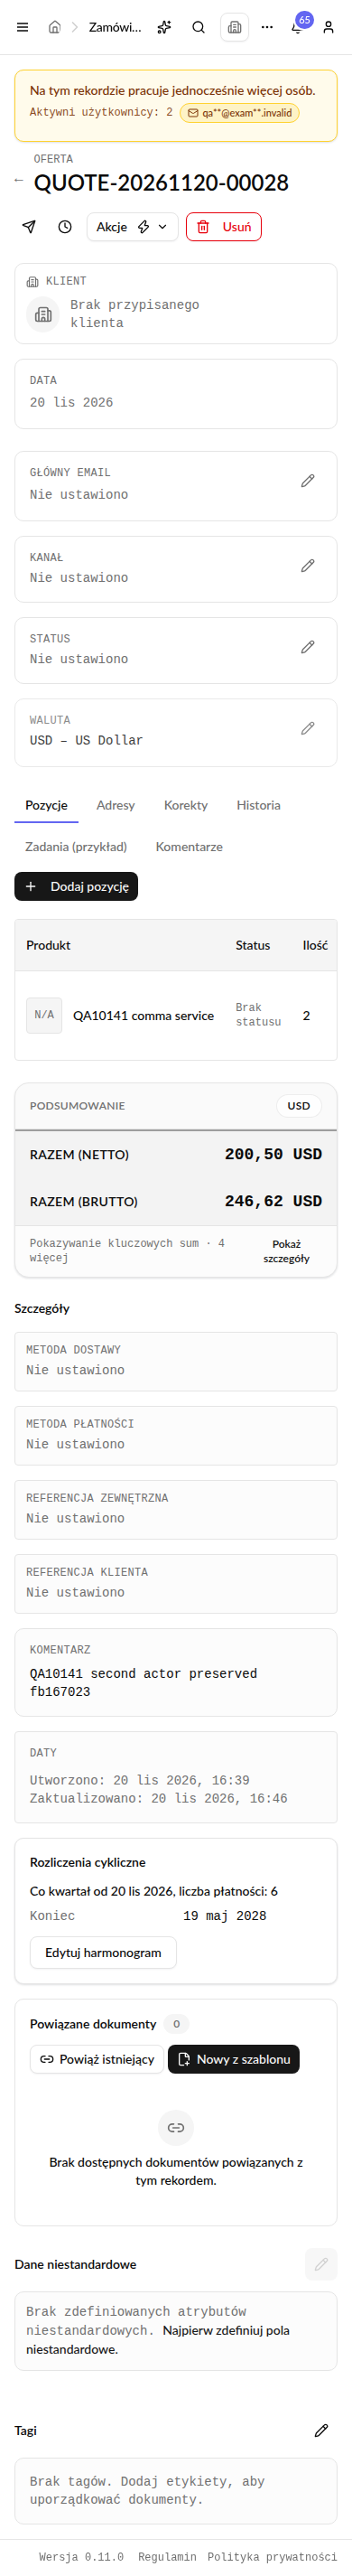 Zamówi...
65
Na tym rekordzie pracuje jednocześnie więcej osób.
Aktywni użytkownicy: 2 qa**@exam**.invalid
OFERTA
← QUOTE-20261120-00028
Akcje
Usuń
KLIENT
Brak przypisanego
klienta
DATA
20 lis 2026
GŁÓWNY EMAIL
Nie ustawiono
KANAŁ
Nie ustawiono
STATUS
Nie ustawiono
WALUTA
USD – US Dollar
Pozycje Adresy Korekty Historia
Zadania (przykład) Komentarze
+ Dodaj pozycję
Produkt Status Ilość
N/A QA10141 comma service Brak statusu 2
PODSUMOWANIE USD
RAZEM (NETTO) 200,50 USD
RAZEM (BRUTTO) 246,62 USD
Pokazywanie kluczowych sum · 4
więcej
Pokaż
szczegóły
Szczegóły
METODA DOSTAWY
Nie ustawiono
METODA PŁATNOŚCI
Nie ustawiono
REFERENCJA ZEWNĘTRZNA
Nie ustawiono
REFERENCJA KLIENTA
Nie ustawiono
KOMENTARZ
QA10141 second actor preserved
fb167023
DATY
Utworzono: 20 lis 2026, 16:39
Zaktualizowano: 20 lis 2026, 16:46
Rozliczenia cykliczne
Co kwartał od 20 lis 2026, liczba płatności: 6
Koniec 19 maj 2028
Edytuj harmonogram
Powiązane dokumenty 0
Powiąż istniejący Nowy z szablonu
Brak dostępnych dokumentów powiązanych z
tym rekordem.
Dane niestandardowe
Brak zdefiniowanych atrybutów
niestandardowych. Najpierw zdefiniuj pola
niestandardowe.
Tagi
Brak tagów. Dodaj etykiety, aby
uporządkować dokumenty.
Wersja 0.11.0 Regulamin Polityka prywatności